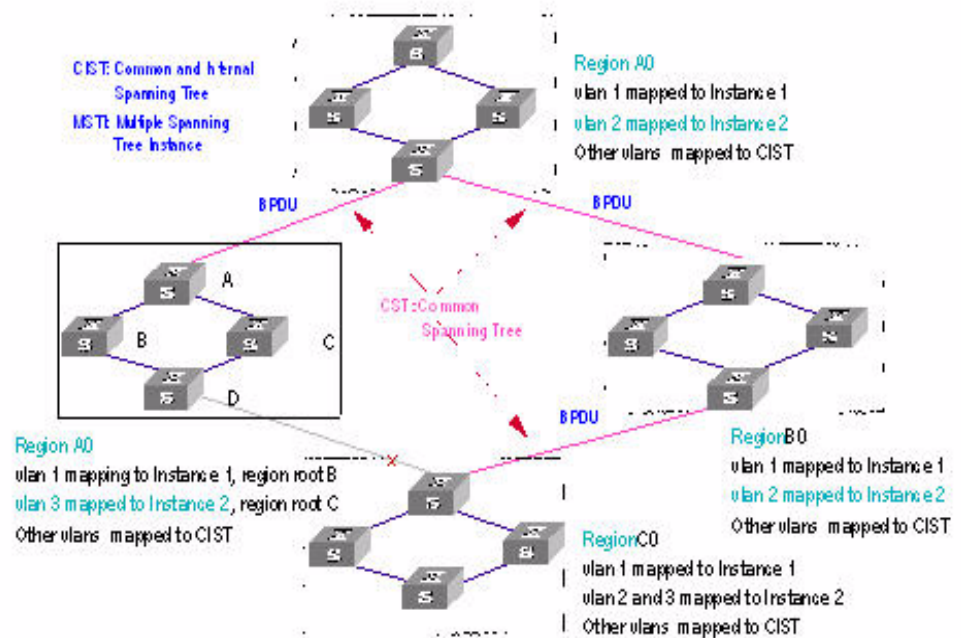 CIST: Common and Internal
Spanning Tree
MSTI: Multiple Spanning
Tree Instance
Region A0
vlan 1 mapped to Instance 1
vlan 2 mapped to Instance 2
Other vlans mapped to CIST
BPDU
BPDU
A
B
C
D
CST: Common
Spanning Tree
BPDU
Region A0
vlan 1 mapping to Instance 1, region root B
vlan 3 mapped to Instance 2, region root C
Other vlans mapped to CIST
x
Region B0
vlan 1 mapped to Instance 1
vlan 2 mapped to Instance 2
Other vlans mapped to CIST
Region C0
vlan 1 mapped to Instance 1
vlan 2 and 3 mapped to Instance 2
Other vlans mapped to CIST